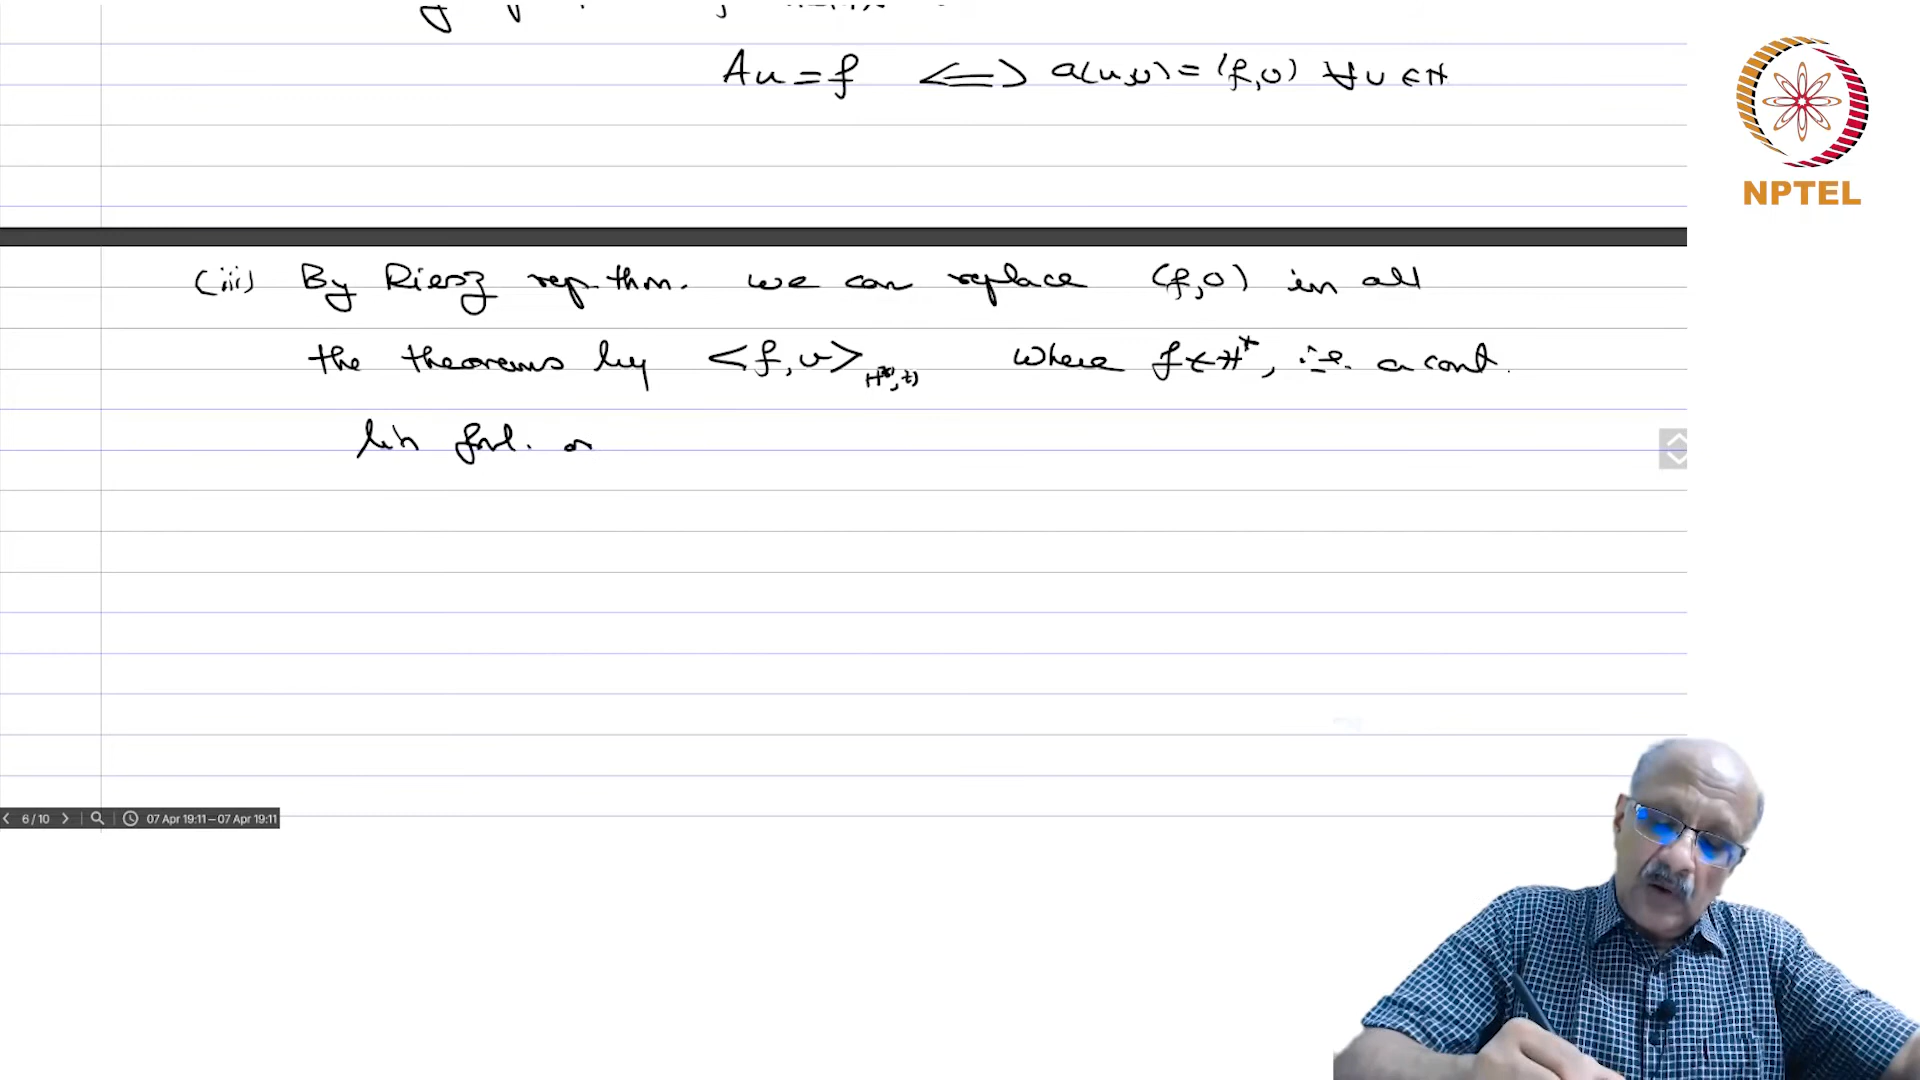 Au = f <=> a(u,v) = (f,v) ∀ v ∈ H
NPTEL
(iii) By Riesz rep. thm. we can replace (f,v) in all
the theorems by <f,v>_{H*,H} where f ∈ H*, i.e. a cont.
lin fnl. on
6 / 10
07 Apr 19:11 – 07 Apr 19:11